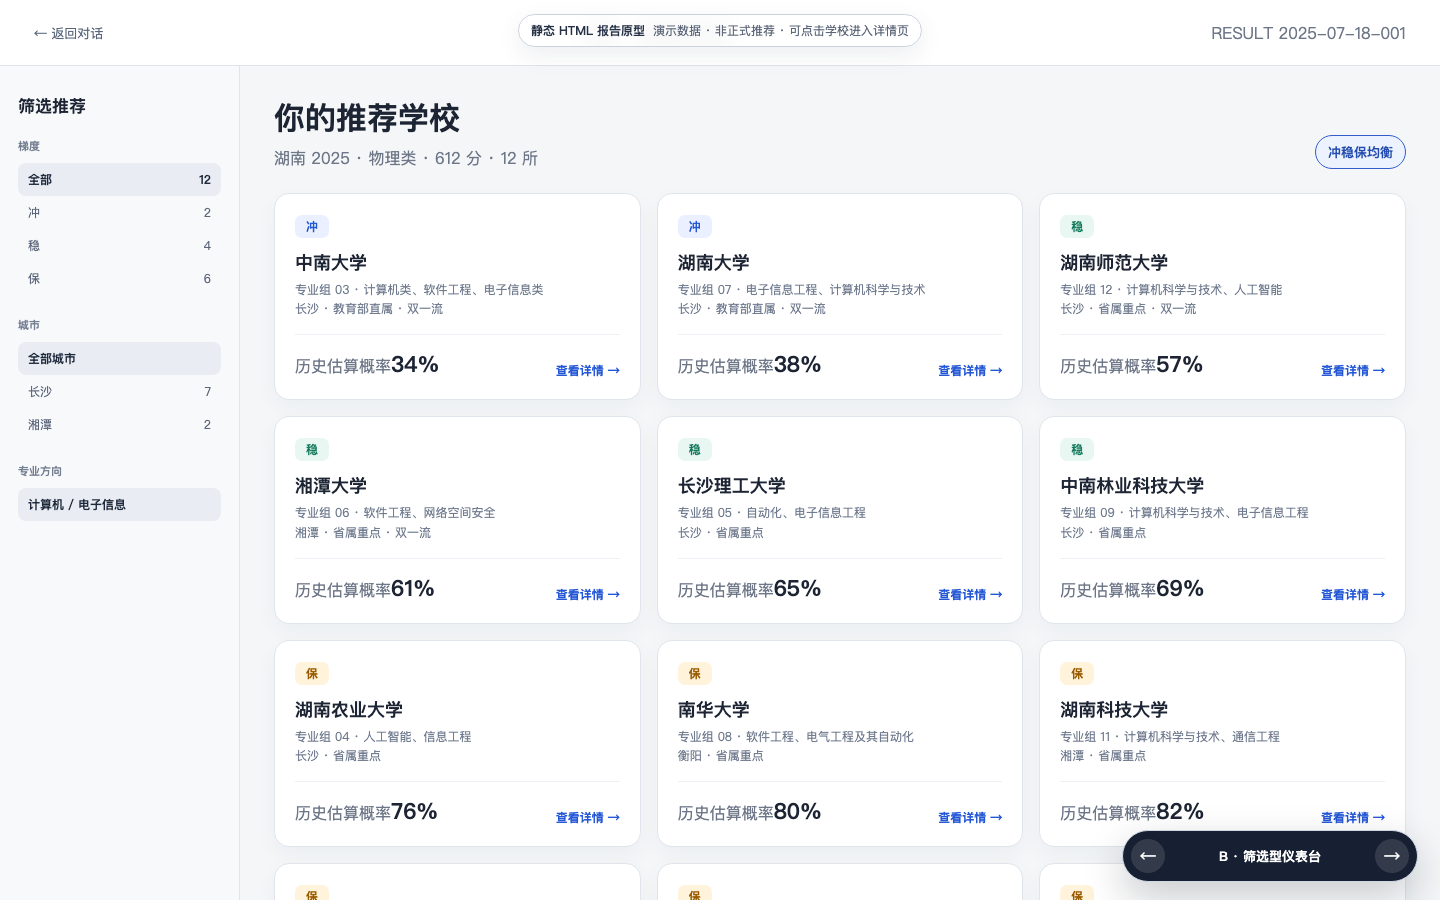 ← 返回对话
静态 HTML 报告原型 演示数据 · 非正式推荐 · 可点击学校进入详情页
RESULT 2025-07-18-001
筛选推荐
梯度
全部 12
冲 2
稳 4
保 6
城市
全部城市
长沙 7
湘潭 2
专业方向
计算机 / 电子信息
你的推荐学校
湖南 2025 · 物理类 · 612 分 · 12 所
冲稳保均衡
冲
中南大学
专业组 03 · 计算机类、软件工程、电子信息类
长沙 · 教育部直属 · 双一流
历史估算概率34% 查看详情 →
冲
湖南大学
专业组 07 · 电子信息工程、计算机科学与技术
长沙 · 教育部直属 · 双一流
历史估算概率38% 查看详情 →
稳
湖南师范大学
专业组 12 · 计算机科学与技术、人工智能
长沙 · 省属重点 · 双一流
历史估算概率57% 查看详情 →
稳
湘潭大学
专业组 06 · 软件工程、网络空间安全
湘潭 · 省属重点 · 双一流
历史估算概率61% 查看详情 →
稳
长沙理工大学
专业组 05 · 自动化、电子信息工程
长沙 · 省属重点
历史估算概率65% 查看详情 →
稳
中南林业科技大学
专业组 09 · 计算机科学与技术、电子信息工程
长沙 · 省属重点
历史估算概率69% 查看详情 →
保
湖南农业大学
专业组 04 · 人工智能、信息工程
长沙 · 省属重点
历史估算概率76% 查看详情 →
保
南华大学
专业组 08 · 软件工程、电气工程及其自动化
衡阳 · 省属重点
历史估算概率80% 查看详情 →
保
湖南科技大学
专业组 11 · 计算机科学与技术、通信工程
湘潭 · 省属重点
历史估算概率82% 查看详情 →
保
保
保
← B · 筛选型仪表台 →